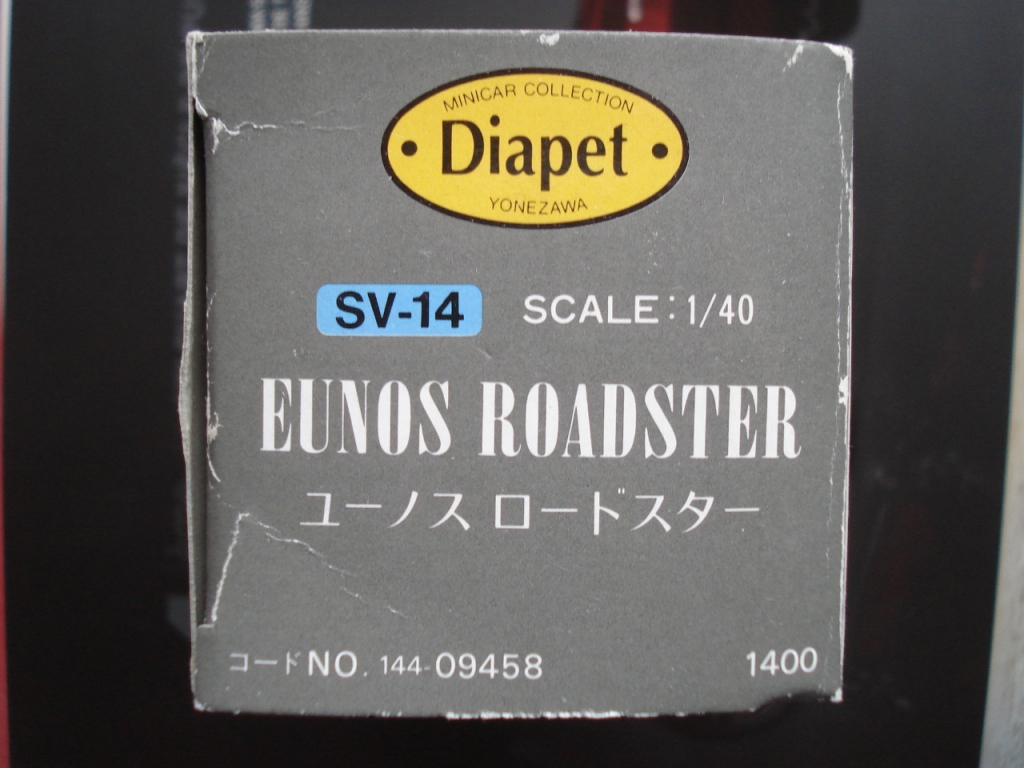 MINICAR COLLECTION
• Diapet •
YONEZAWA
SV-14 SCALE:1/40
EUNOS ROADSTER
ユーノス ロードスター
コードNO. 144-09458 1400